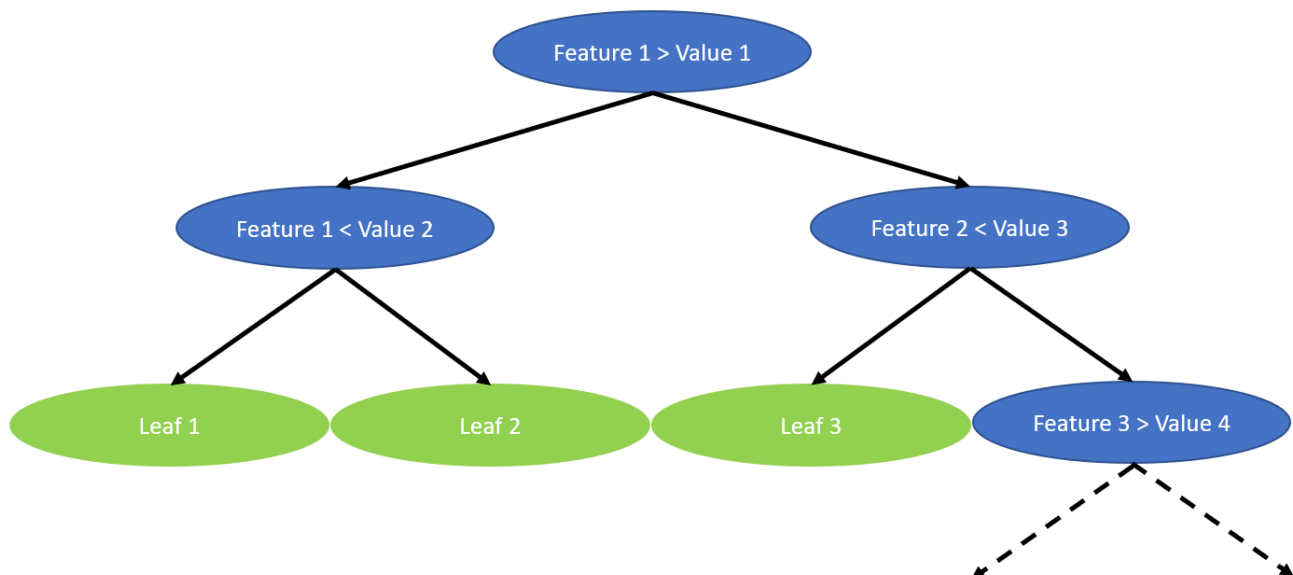 Feature 1 > Value 1
Feature 1 < Value 2
Feature 2 < Value 3
Leaf 1
Leaf 2
Leaf 3
Feature 3 > Value 4